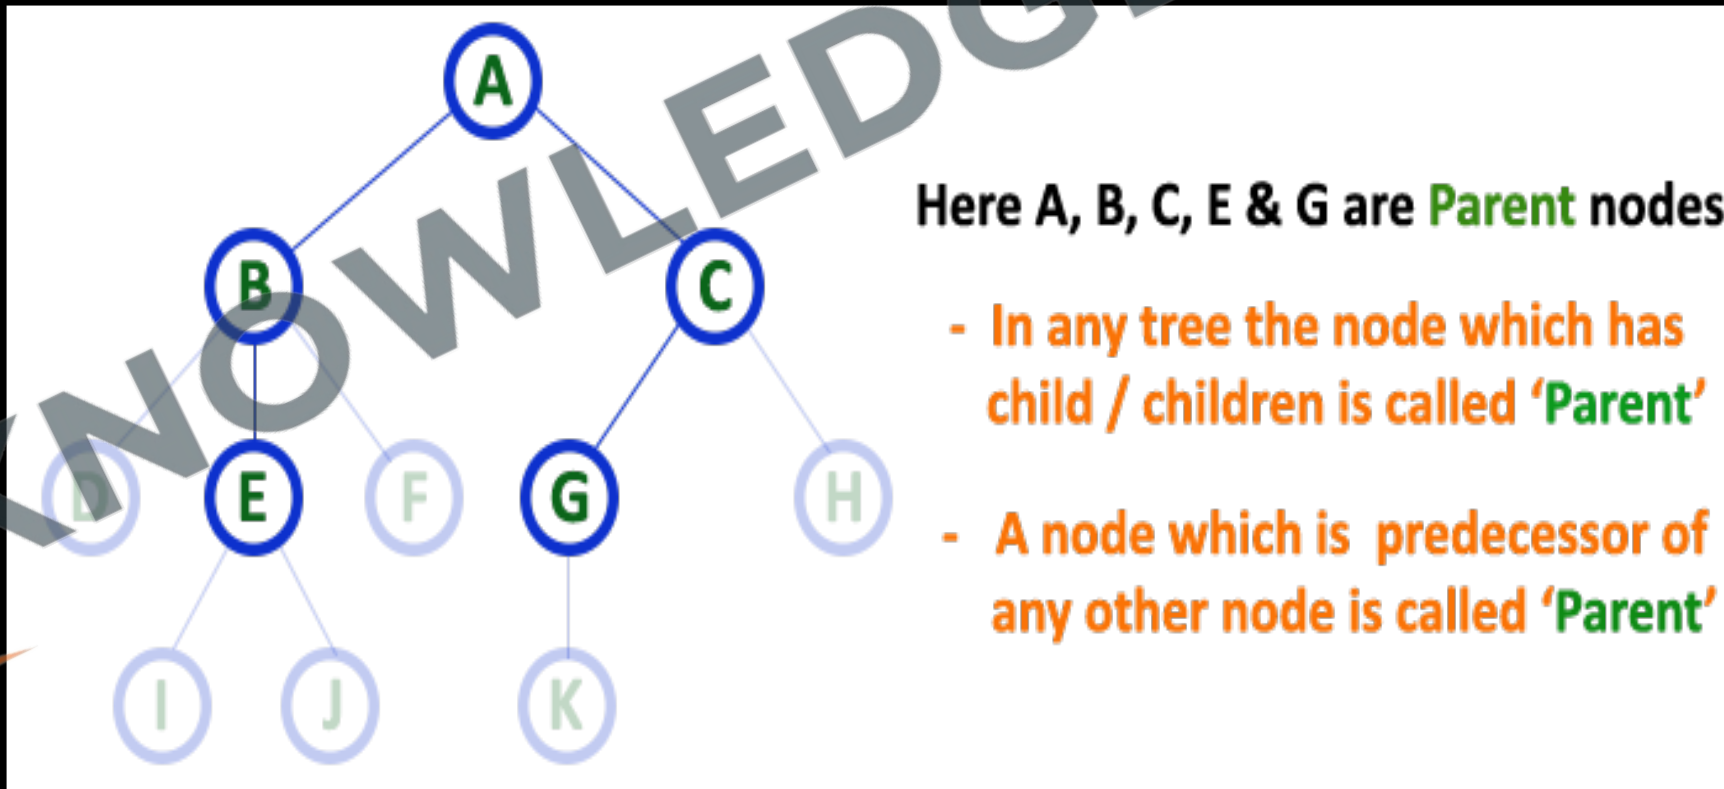 KNOWLEDG
A
B
C
D
E
F
G
H
I
J
K
Here A, B, C, E & G are Parent nodes
- In any tree the node which has
child / children is called ‘Parent’
- A node which is predecessor of
any other node is called ‘Parent’